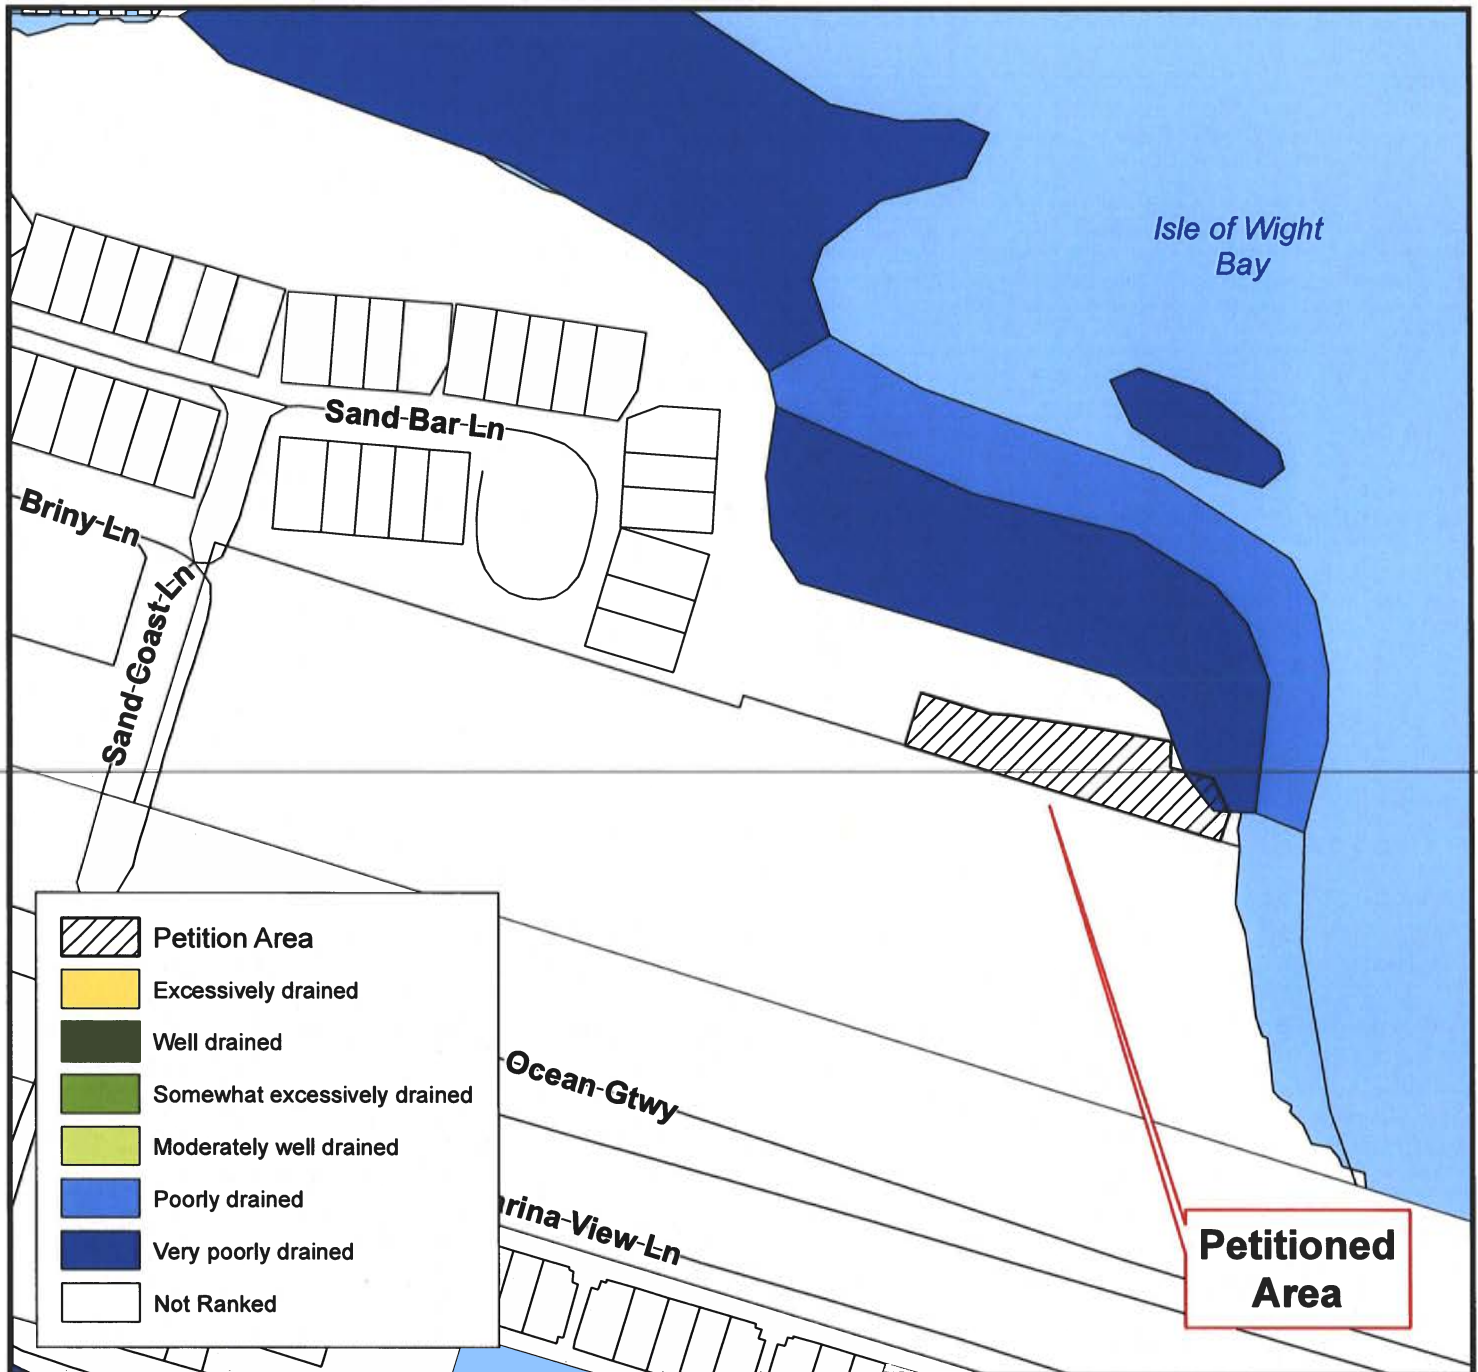 Isle of Wight
Bay
Sand Bar Ln
Briny Ln
Sand Coast Ln
Petition Area
Excessively drained
Well drained
Somewhat excessively drained
Moderately well drained
Poorly drained
Very poorly drained
Not Ranked
Ocean Gtwy
arina View Ln
Petitioned
Area